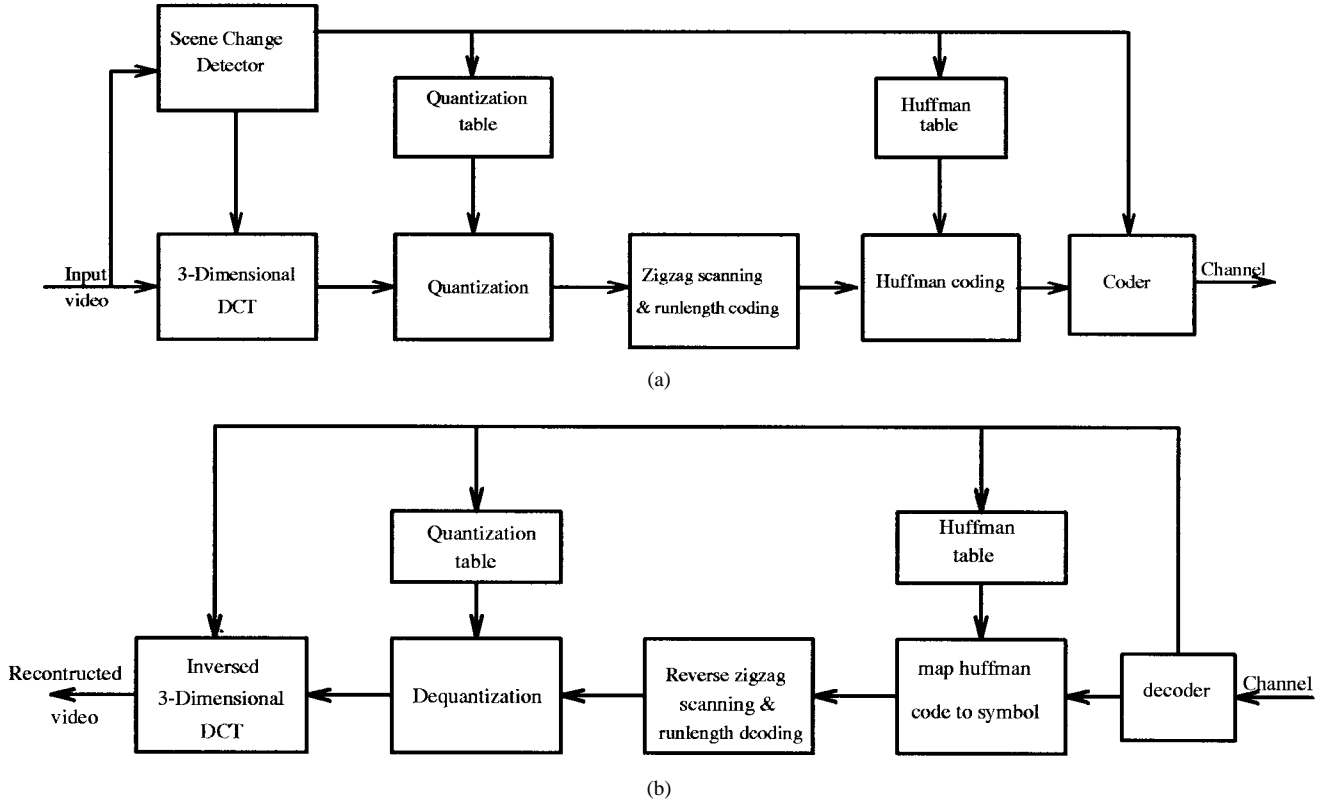 Scene Change
Detector
Quantization
table
Huffman
table
Input
video
3-Dimensional
DCT
Quantization
Zigzag scanning
& runlength coding
Huffman coding
Coder
Channel
(a)
Quantization
table
Huffman
table
Recontructed
video
Inversed
3-Dimensional
DCT
Dequantization
Reverse zigzag
scanning &
runlength dcoding
map huffman
code to symbol
decoder
Channel
(b)